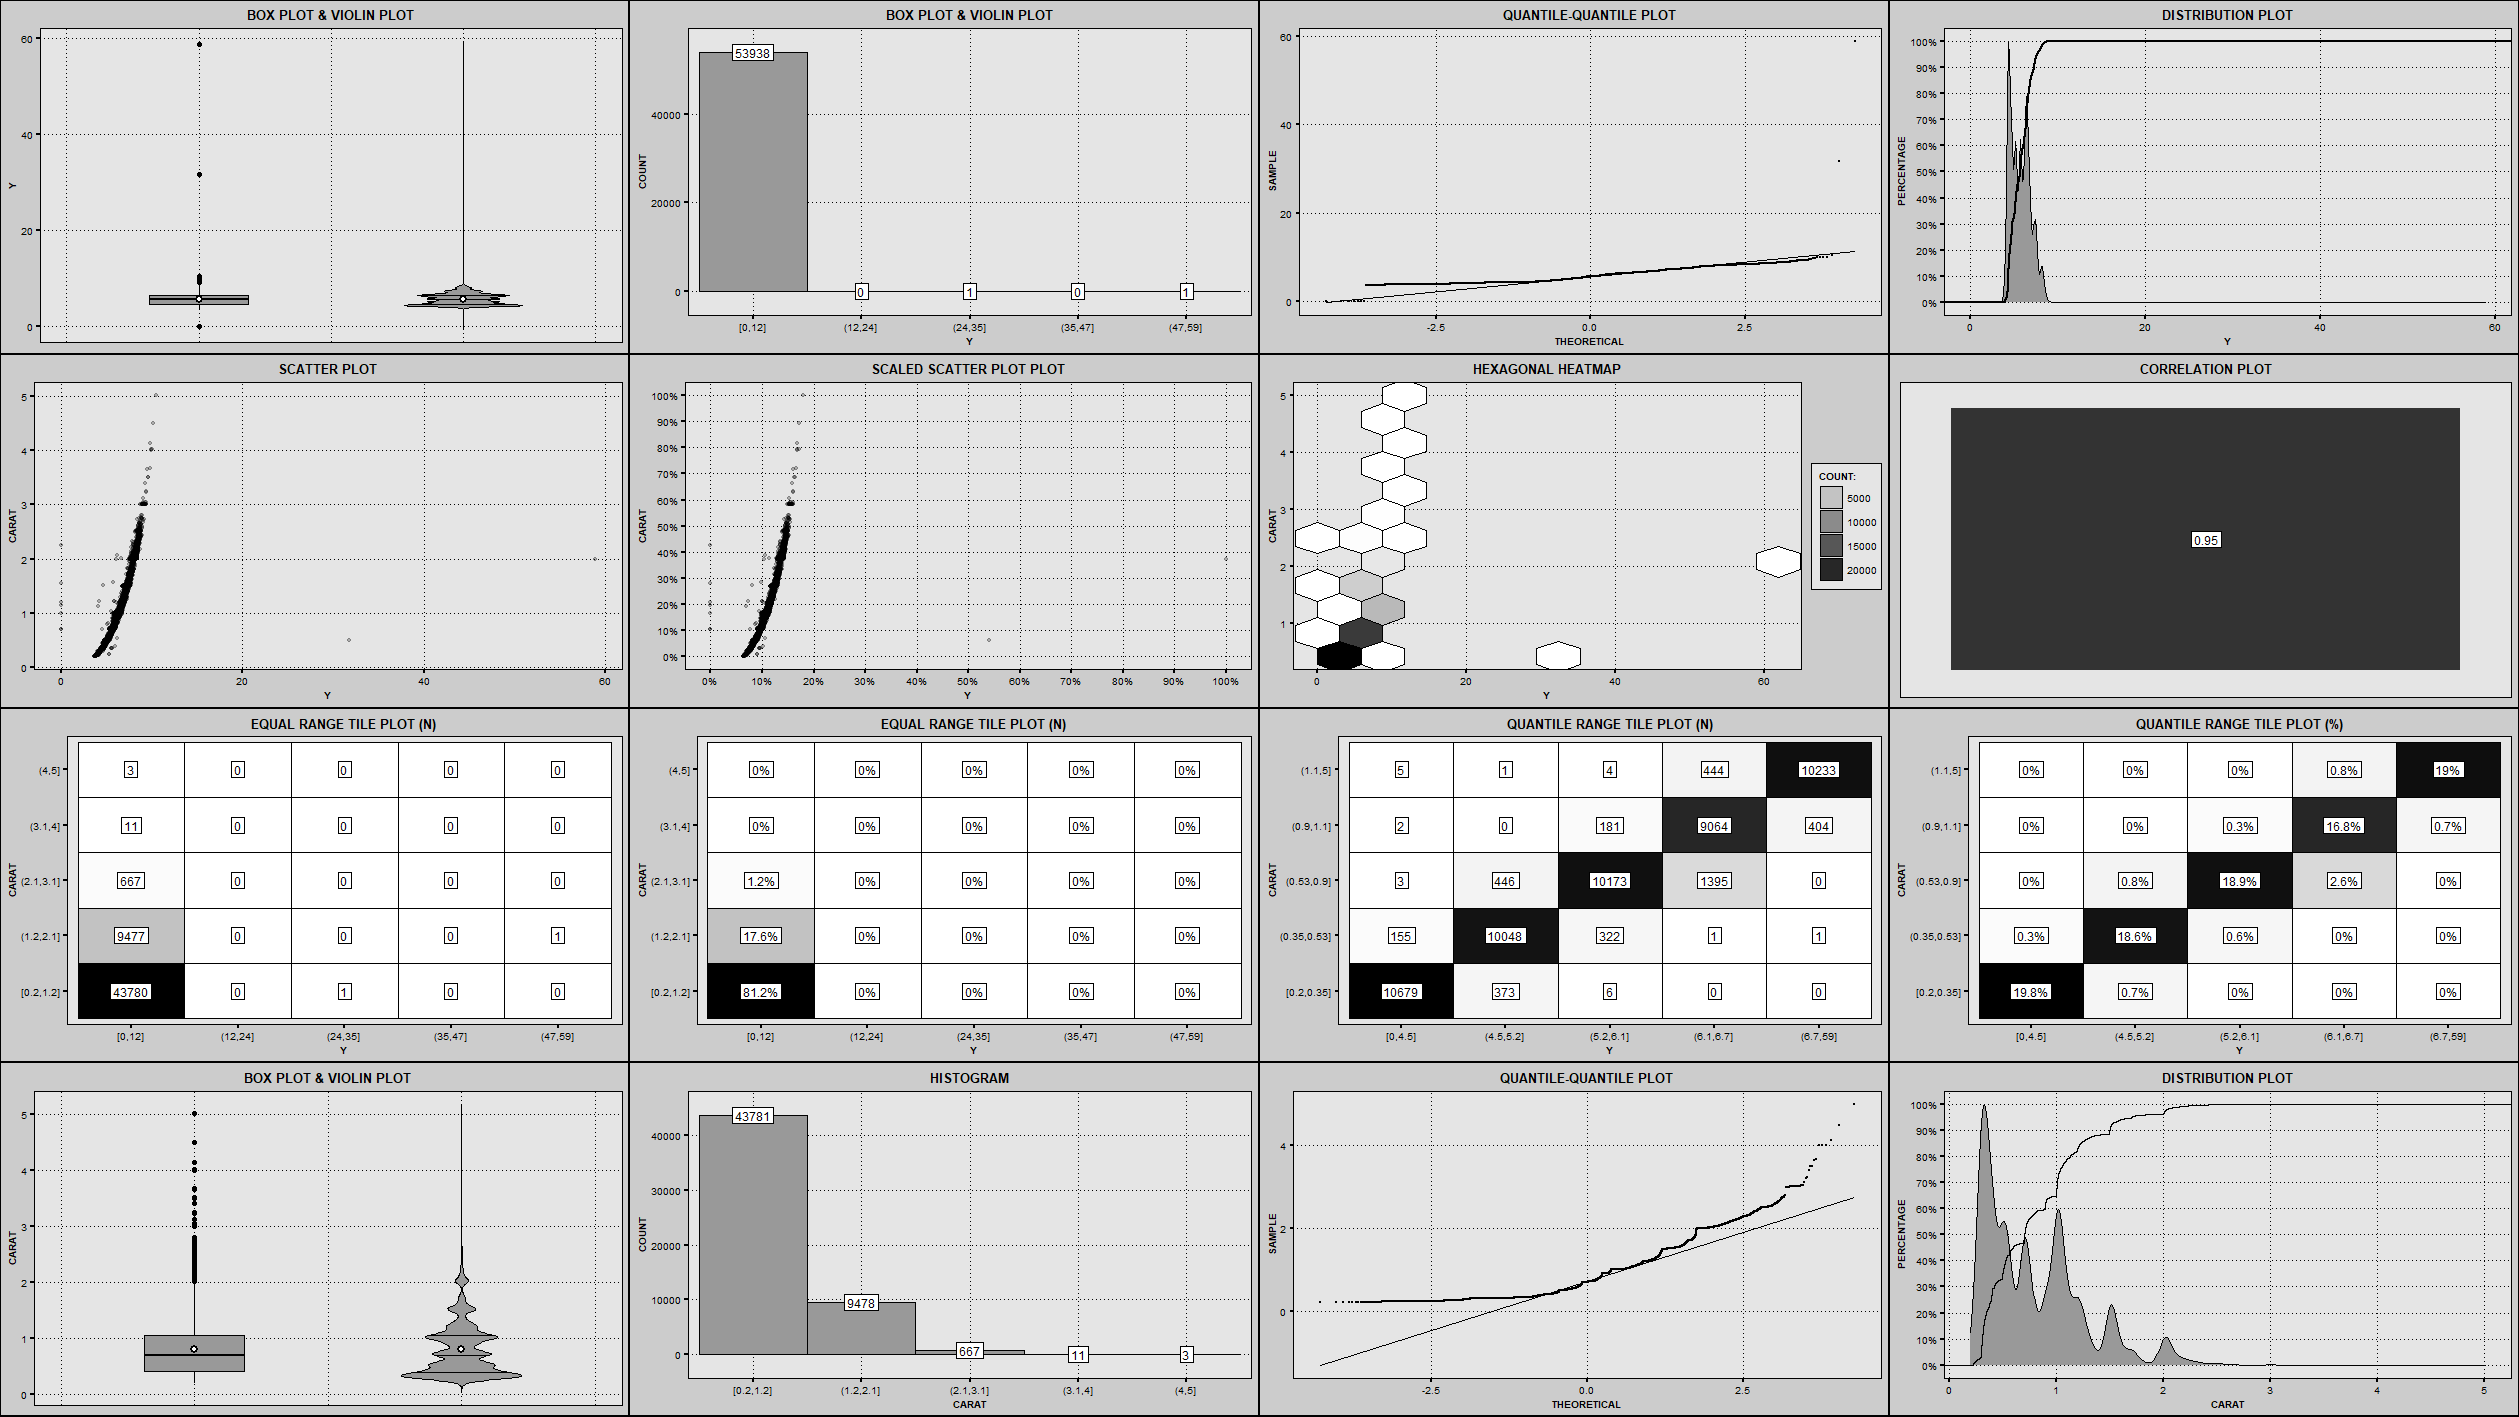 BOX PLOT & VIOLIN PLOT
60
40
20
0
Y
BOX PLOT & VIOLIN PLOT
53938
0
1
0
1
40000
20000
0
COUNT
[0,12]
(12,24]
(24,35]
(35,47]
(47,59]
Y
QUANTILE-QUANTILE PLOT
60
40
20
0
SAMPLE
-2.5
0.0
2.5
THEORETICAL
DISTRIBUTION PLOT
100%
90%
80%
70%
60%
50%
40%
30%
20%
10%
0%
PERCENTAGE
0
20
40
60
Y
SCATTER PLOT
5
4
3
2
1
0
CARAT
0
20
40
60
Y
SCALED SCATTER PLOT PLOT
100%
90%
80%
70%
60%
50%
40%
30%
20%
10%
0%
CARAT
0%
10%
20%
30%
40%
50%
60%
70%
80%
90%
100%
Y
HEXAGONAL HEATMAP
5
4
3
2
1
CARAT
0
20
40
60
Y
COUNT:
5000
10000
15000
20000
CORRELATION PLOT
0.95
EQUAL RANGE TILE PLOT (N)
(4,5] 3 0 0 0 0
(3.1,4] 11 0 0 0 0
(2.1,3.1] 667 0 0 0 0
(1.2,2.1] 9477 0 0 0 1
[0.2,1.2] 43780 0 1 0 0
CARAT
[0,12] (12,24] (24,35] (35,47] (47,59]
Y
EQUAL RANGE TILE PLOT (N)
(4,5] 0% 0% 0% 0% 0%
(3.1,4] 0% 0% 0% 0% 0%
(2.1,3.1] 1.2% 0% 0% 0% 0%
(1.2,2.1] 17.6% 0% 0% 0% 0%
[0.2,1.2] 81.2% 0% 0% 0% 0%
CARAT
[0,12] (12,24] (24,35] (35,47] (47,59]
Y
QUANTILE RANGE TILE PLOT (N)
(1.1,5] 5 1 4 444 10233
(0.9,1.1] 2 0 181 9064 404
(0.53,0.9] 3 446 10173 1395 0
(0.35,0.53] 155 10048 322 1 1
[0.2,0.35] 10679 373 6 0 0
CARAT
[0,4.5] (4.5,5.2] (5.2,6.1] (6.1,6.7] (6.7,59]
Y
QUANTILE RANGE TILE PLOT (%)
(1.1,5] 0% 0% 0% 0.8% 19%
(0.9,1.1] 0% 0% 0.3% 16.8% 0.7%
(0.53,0.9] 0% 0.8% 18.9% 2.6% 0%
(0.35,0.53] 0.3% 18.6% 0.6% 0% 0%
[0.2,0.35] 19.8% 0.7% 0% 0% 0%
CARAT
[0,4.5] (4.5,5.2] (5.2,6.1] (6.1,6.7] (6.7,59]
Y
BOX PLOT & VIOLIN PLOT
5
4
3
2
1
0
CARAT
HISTOGRAM
43781
9478
667
11
3
40000
30000
20000
10000
0
COUNT
[0.2,1.2]
(1.2,2.1]
(2.1,3.1]
(3.1,4]
(4,5]
CARAT
QUANTILE-QUANTILE PLOT
4
2
0
SAMPLE
-2.5
0.0
2.5
THEORETICAL
DISTRIBUTION PLOT
100%
90%
80%
70%
60%
50%
40%
30%
20%
10%
0%
PERCENTAGE
0
1
2
3
4
5
CARAT